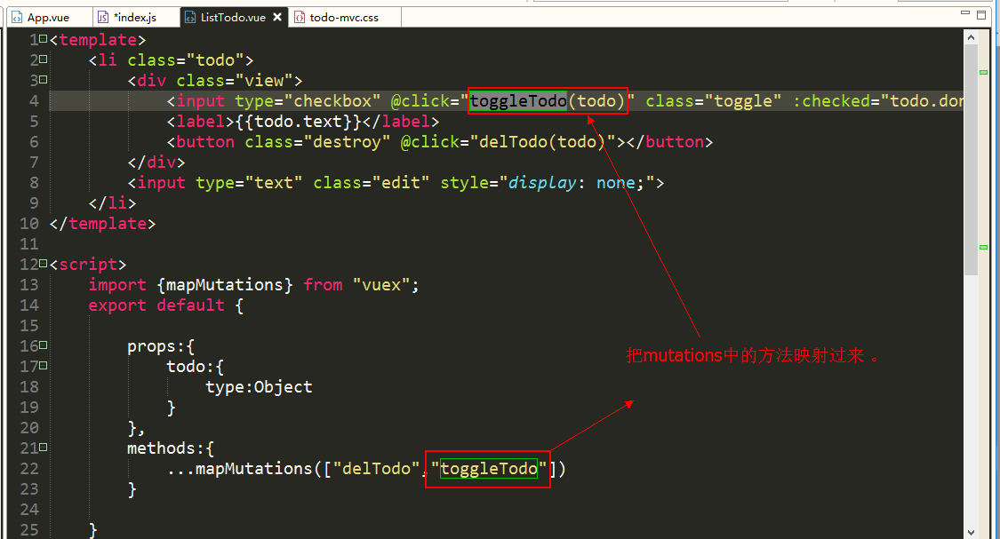 App.vue
*index.js
ListTodo.vue
todo-mvc.css
1 <template>
2 <li class="todo">
3 <div class="view">
4 <input type="checkbox" @click="toggleTodo(todo)" class="toggle" :checked="todo.don
5 <label>{{todo.text}}</label>
6 <button class="destroy" @click="delTodo(todo)"></button>
7 </div>
8 <input type="text" class="edit" style="display: none;">
9 </li>
10 </template>
11
12 <script>
13 import {mapMutations} from "vuex";
14 export default {
15
16 props:{
17 todo:{
18 type:Object
19 }
20 },
21 methods:{
22 ...mapMutations(["delTodo","toggleTodo"])
23 }
24
25 }
把mutations中的方法映射过来 。